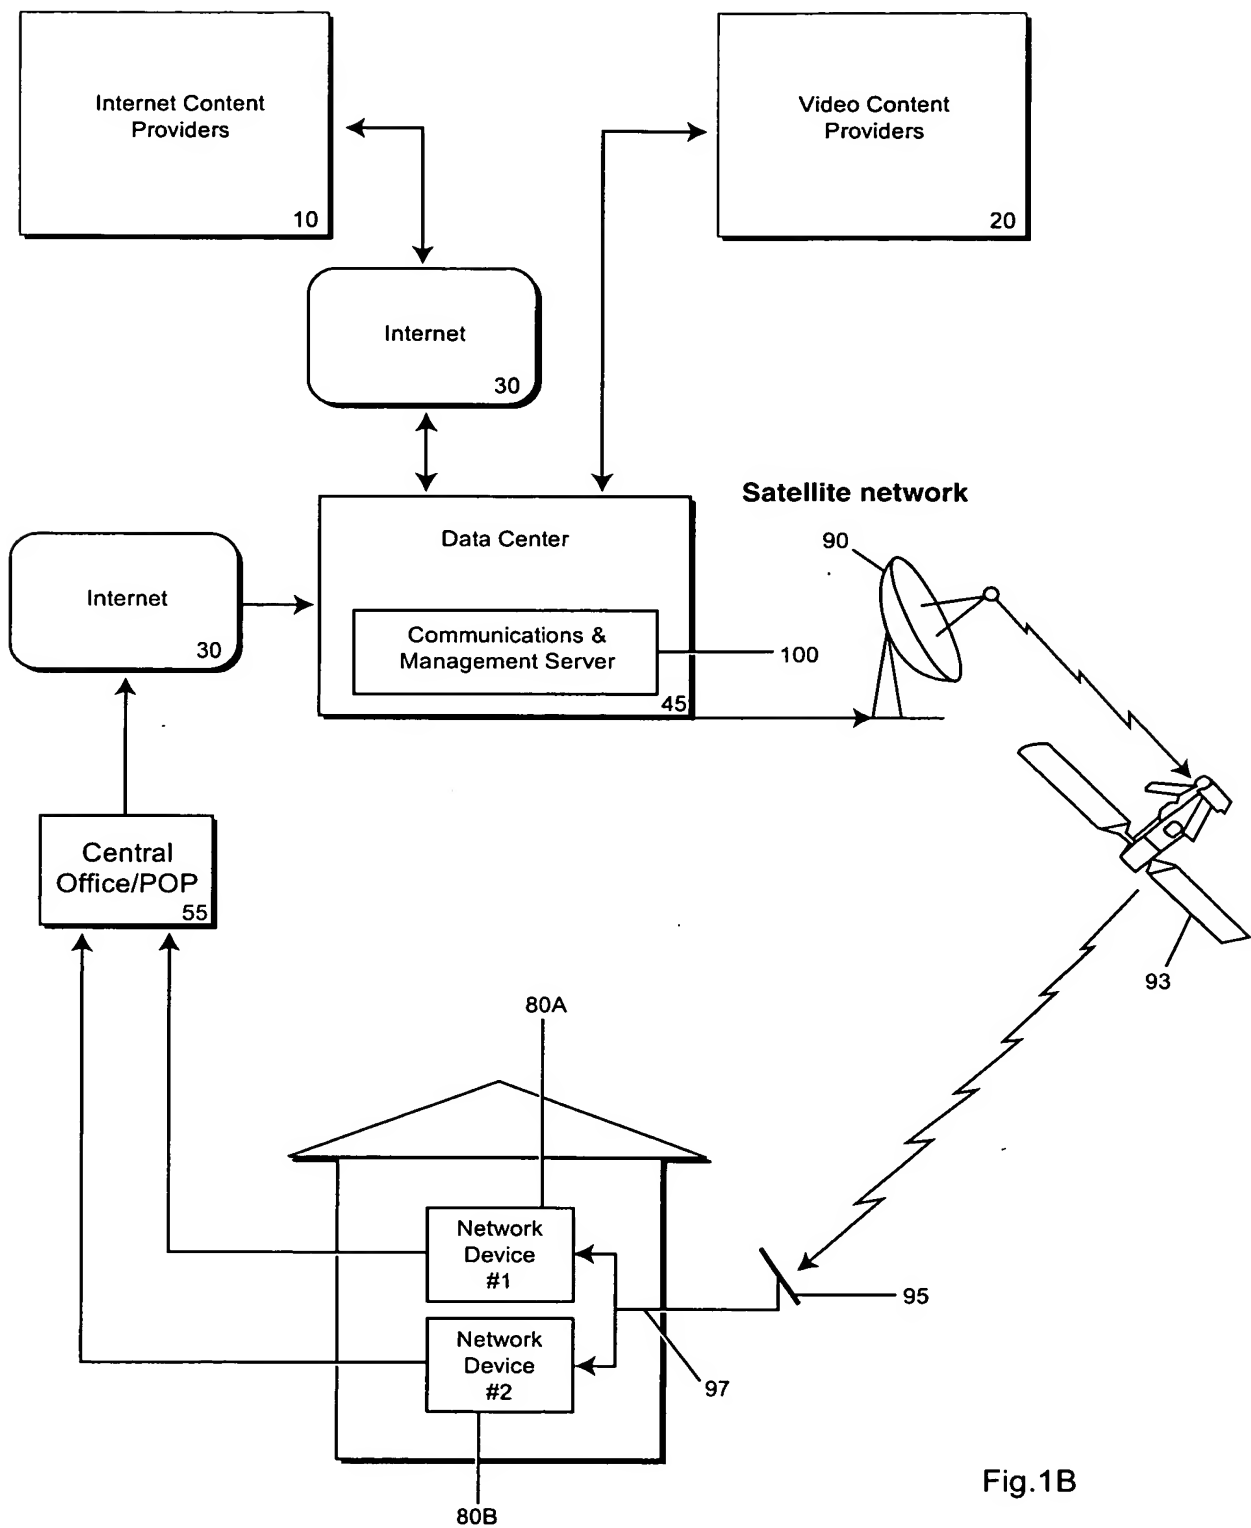 Internet Content
Providers
10
Video Content
Providers
20
Internet
30
Satellite network
Data Center
90
Internet
30
Communications &
Management Server
100
45
Central
Office/POP
55
93
80A
Network
Device
#1
95
Network
Device
#2
97
80B
Fig.1B